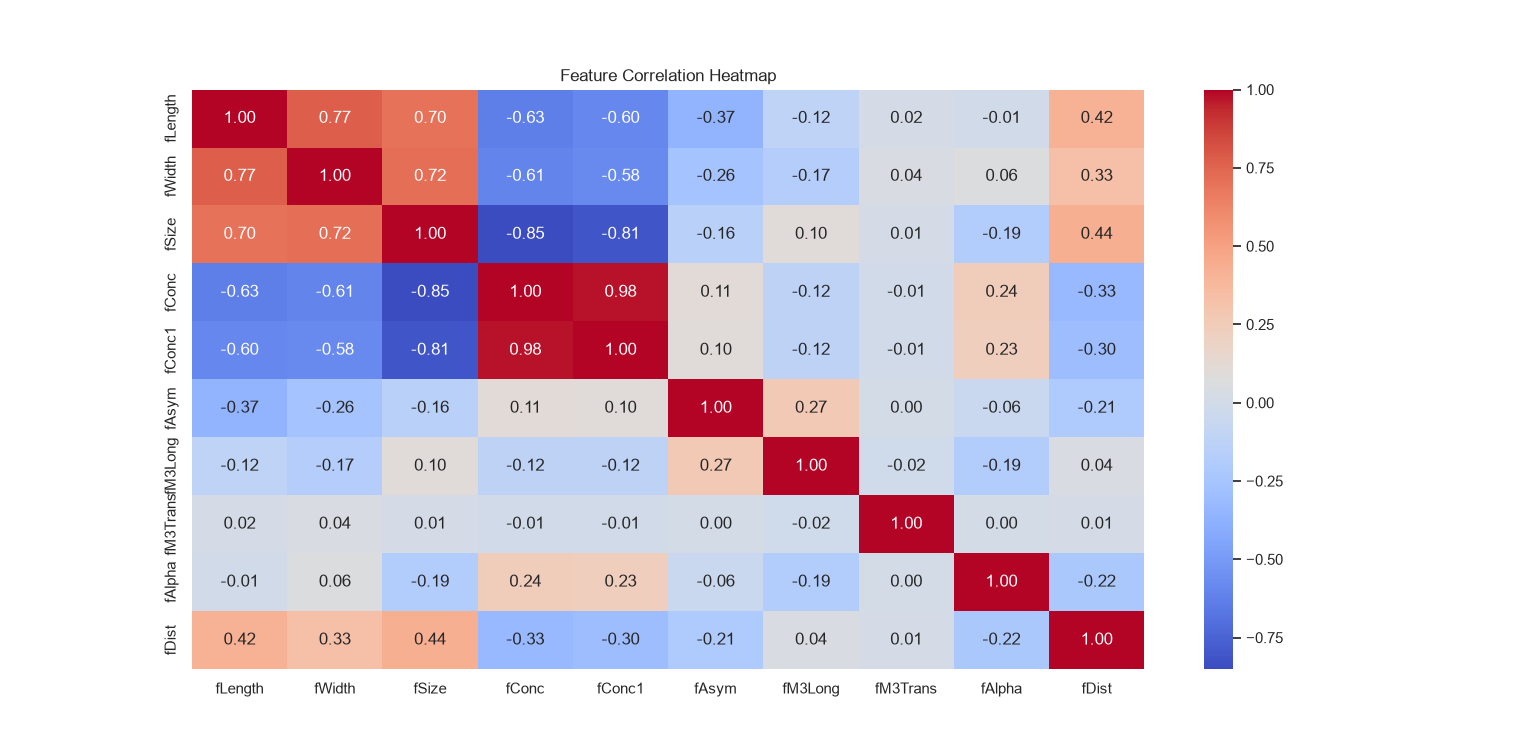 Feature Correlation Heatmap
fLength 1.00 0.77 0.70 -0.63 -0.60 -0.37 -0.12 0.02 -0.01 0.42
fWidth 0.77 1.00 0.72 -0.61 -0.58 -0.26 -0.17 0.04 0.06 0.33
fSize 0.70 0.72 1.00 -0.85 -0.81 -0.16 0.10 0.01 -0.19 0.44
fConc -0.63 -0.61 -0.85 1.00 0.98 0.11 -0.12 -0.01 0.24 -0.33
fConc1 -0.60 -0.58 -0.81 0.98 1.00 0.10 -0.12 -0.01 0.23 -0.30
fAsym -0.37 -0.26 -0.16 0.11 0.10 1.00 0.27 0.00 -0.06 -0.21
fM3Long -0.12 -0.17 0.10 -0.12 -0.12 0.27 1.00 -0.02 -0.19 0.04
fM3Trans 0.02 0.04 0.01 -0.01 -0.01 0.00 -0.02 1.00 0.00 0.01
fAlpha -0.01 0.06 -0.19 0.24 0.23 -0.06 -0.19 0.00 1.00 -0.22
fDist 0.42 0.33 0.44 -0.33 -0.30 -0.21 0.04 0.01 -0.22 1.00
fLength fWidth fSize fConc fConc1 fAsym fM3Long fM3Trans fAlpha fDist
1.00
0.75
0.50
0.25
0.00
−0.25
−0.50
−0.75